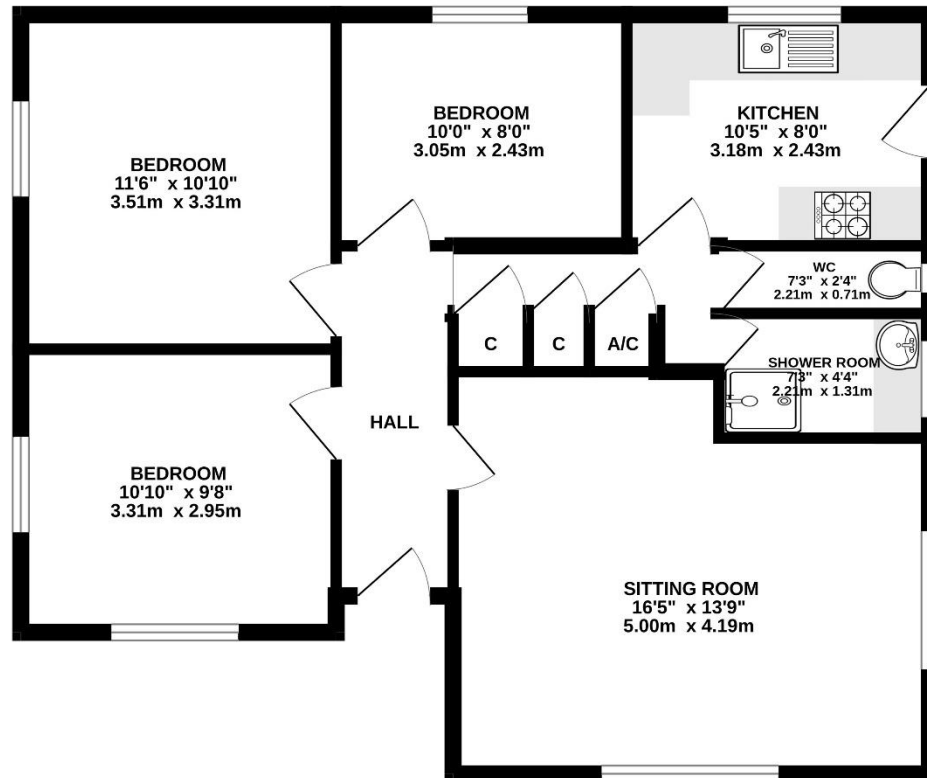 BEDROOM
11'6" x 10'10"
3.51m x 3.31m
BEDROOM
10'0" x 8'0"
3.05m x 2.43m
KITCHEN
10'5" x 8'0"
3.18m x 2.43m
WC
7'3" x 2'4"
2.21m x 0.71m
C
C
A/C
SHOWER ROOM
7'3" x 4'4"
2.21m x 1.31m
HALL
BEDROOM
10'10" x 9'8"
3.31m x 2.95m
SITTING ROOM
16'5" x 13'9"
5.00m x 4.19m